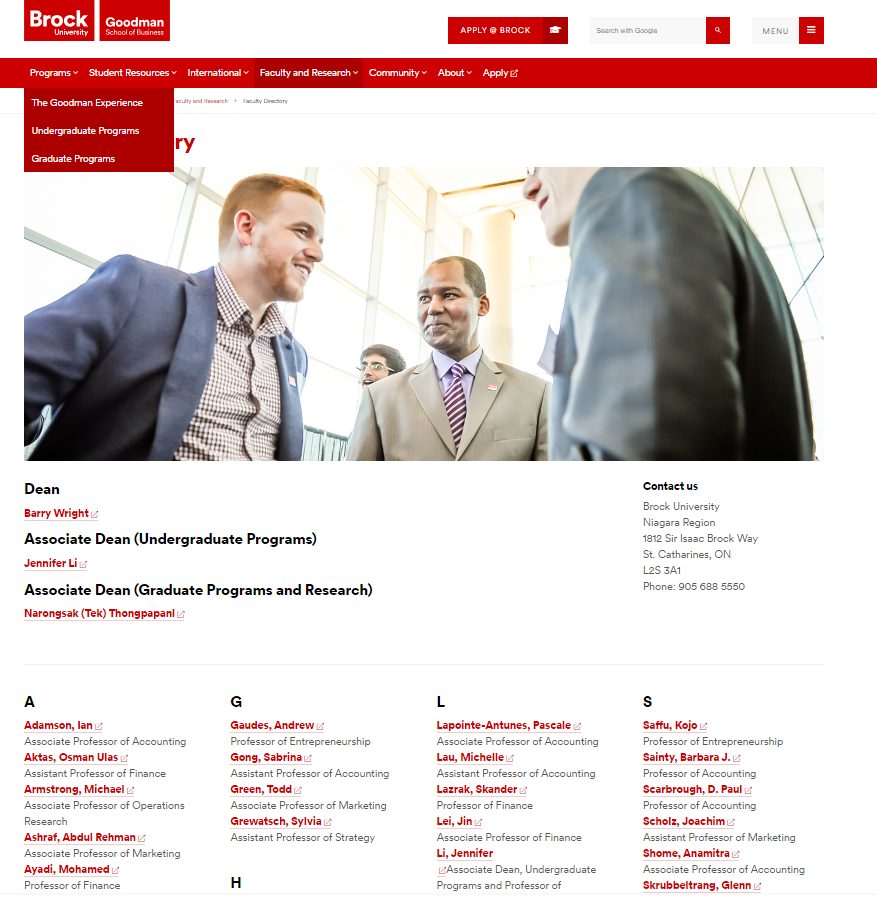 Brock
University
Goodman
School of Business
APPLY @ BROCK
Search with Google
MENU
Programs
Student Resources
International
Faculty and Research
Community
About
Apply
The Goodman Experience
Undergraduate Programs
Graduate Programs
aculty and Research › Faculty Directory
ry
Dean
Barry Wright
Associate Dean (Undergraduate Programs)
Jennifer Li
Associate Dean (Graduate Programs and Research)
Narongsak (Tek) Thongpapanl
Contact us
Brock University
Niagara Region
1812 Sir Isaac Brock Way
St. Catharines, ON
L2S 3A1
Phone: 905 688 5550
A
Adamson, Ian
Associate Professor of Accounting
Aktas, Osman Ulas
Assistant Professor of Finance
Armstrong, Michael
Associate Professor of Operations
Research
Ashraf, Abdul Rehman
Associate Professor of Marketing
Ayadi, Mohamed
Professor of Finance
G
Gaudes, Andrew
Professor of Entrepreneurship
Gong, Sabrina
Assistant Professor of Accounting
Green, Todd
Associate Professor of Marketing
Grewatsch, Sylvia
Assistant Professor of Strategy
H
L
Lapointe-Antunes, Pascale
Associate Professor of Accounting
Lau, Michelle
Assistant Professor of Accounting
Lazrak, Skander
Professor of Finance
Lei, Jin
Associate Professor of Finance
Li, Jennifer
Associate Dean, Undergraduate
Programs and Professor of
S
Saffu, Kojo
Professor of Entrepreneurship
Sainty, Barbara J.
Professor of Accounting
Scarbrough, D. Paul
Professor of Accounting
Scholz, Joachim
Assistant Professor of Marketing
Shome, Anamitra
Associate Professor of Accounting
Skrubbeltrang, Glenn